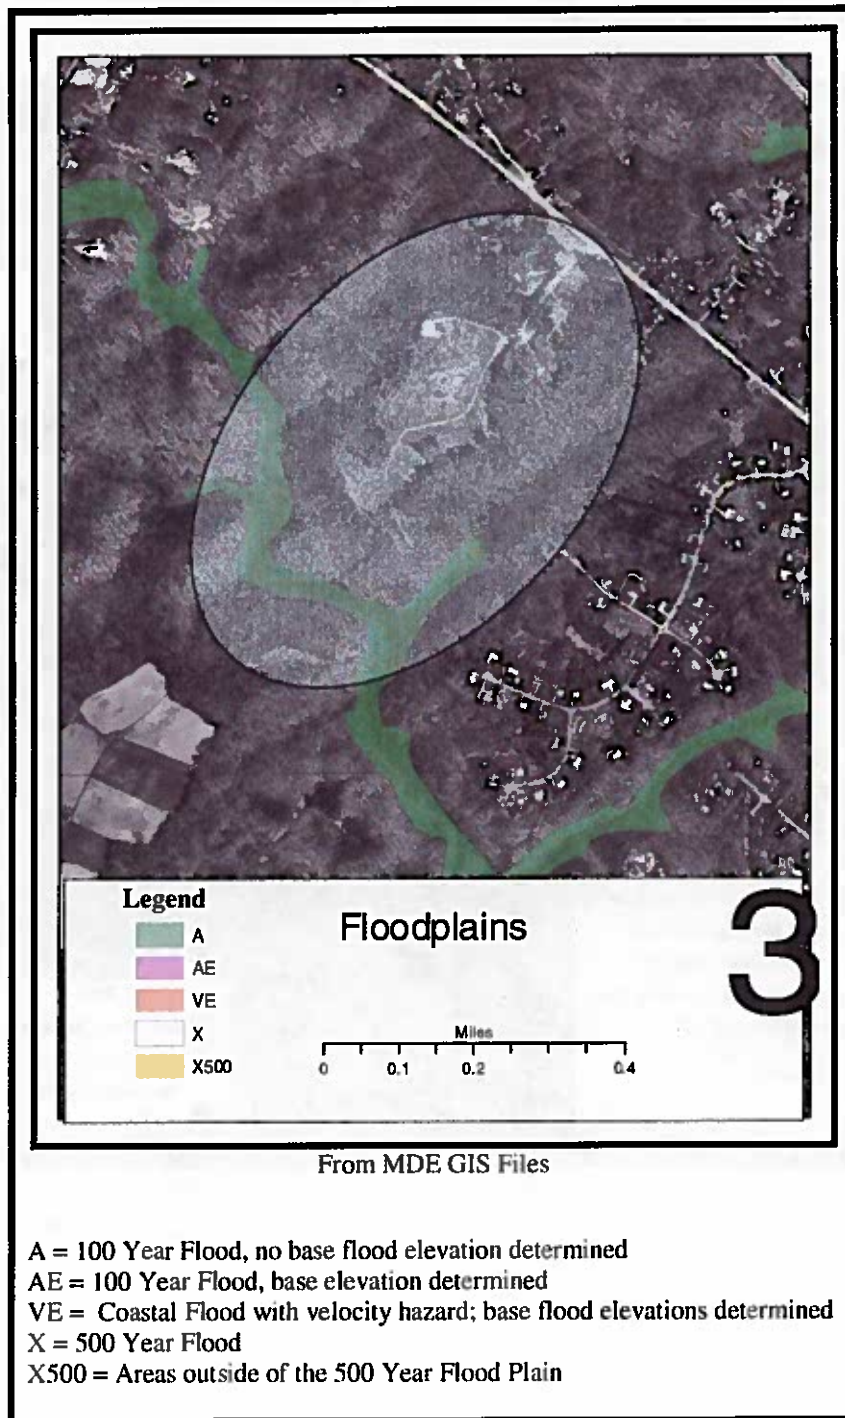 Legend
A
AE
VE
X
X500
Floodplains
3
Miles
0 0.1 0.2 0.4
From MDE GIS Files
A = 100 Year Flood, no base flood elevation determined
AE = 100 Year Flood, base elevation determined
VE = Coastal Flood with velocity hazard; base flood elevations determined
X = 500 Year Flood
X500 = Areas outside of the 500 Year Flood Plain